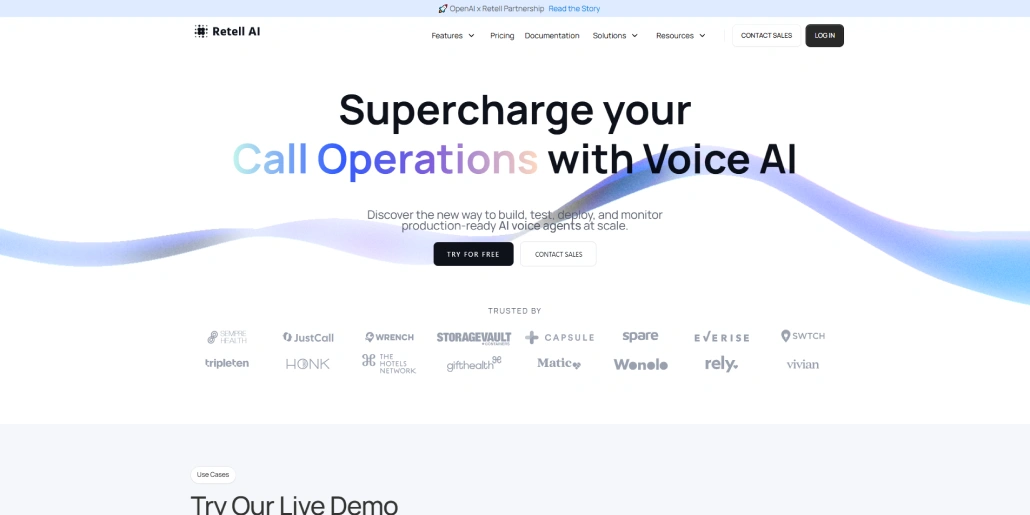 OpenAI x Retell Partnership Read the Story
Retell AI
Features Pricing Documentation Solutions Resources CONTACT SALES LOG IN
Supercharge your
Call Operations with Voice AI
Discover the new way to build, test, deploy, and monitor
production-ready AI voice agents at scale.
TRY FOR FREE CONTACT SALES
TRUSTED BY
SEMPRE
HEALTH
JustCall
WRENCH
STORAGEVAULT
CAPSULE
spare
EVERISE
SWTCH
tripleten
HONK
THE
HOTELS
NETWORK
gifthealth
Matic
Wonolo
rely
vivian
Use Cases
Try Our Live Demo